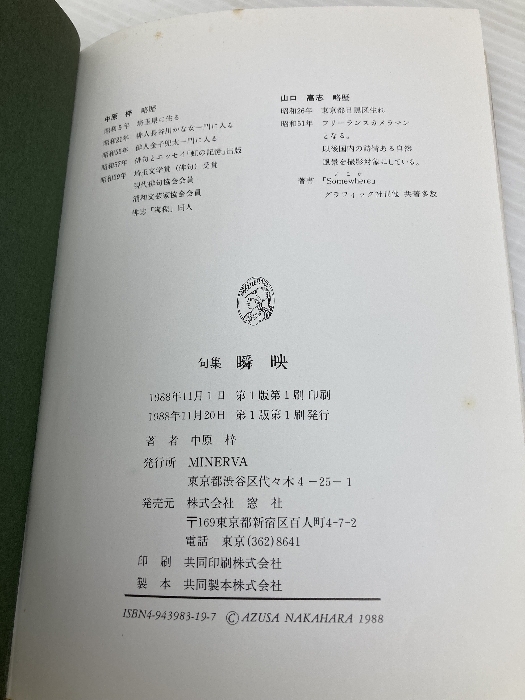 中原 梓 略歴
昭和8年 埼玉県に生る
俳人長谷川かな女一門に入る
俳人金子兜太一門に入る
昭和57年 俳句とエッセイ「虹の記憶」出版
昭和59年 埼玉文学賞(俳句)受賞
現代俳句協会会員
浦和文芸家協会会員
俳誌「海程」同人
山口 高志 略歴
昭和26年 東京都目黒区生れ
昭和51年 フリーランスカメラマン
となる。
以後国内の詩情ある自然
風景を撮影対象にしている。
著書 「Somewhere」
グラフィック社 其他 共著多数
句集 瞬映
1988年11月1日 第1版第1刷印刷
1988年11月20日 第1版第1刷発行
著者 中原 梓
発行所 MINERVA
東京都渋谷区代々木4-25-1
発売元 株式会社 窓社
〒169東京都新宿区百人町4-7-2
電話 東京(362)8641
印刷 共同印刷株式会社
製本 共同製本株式会社
ISBN4-943983-19-7 © AZUSA NAKAHARA 1988